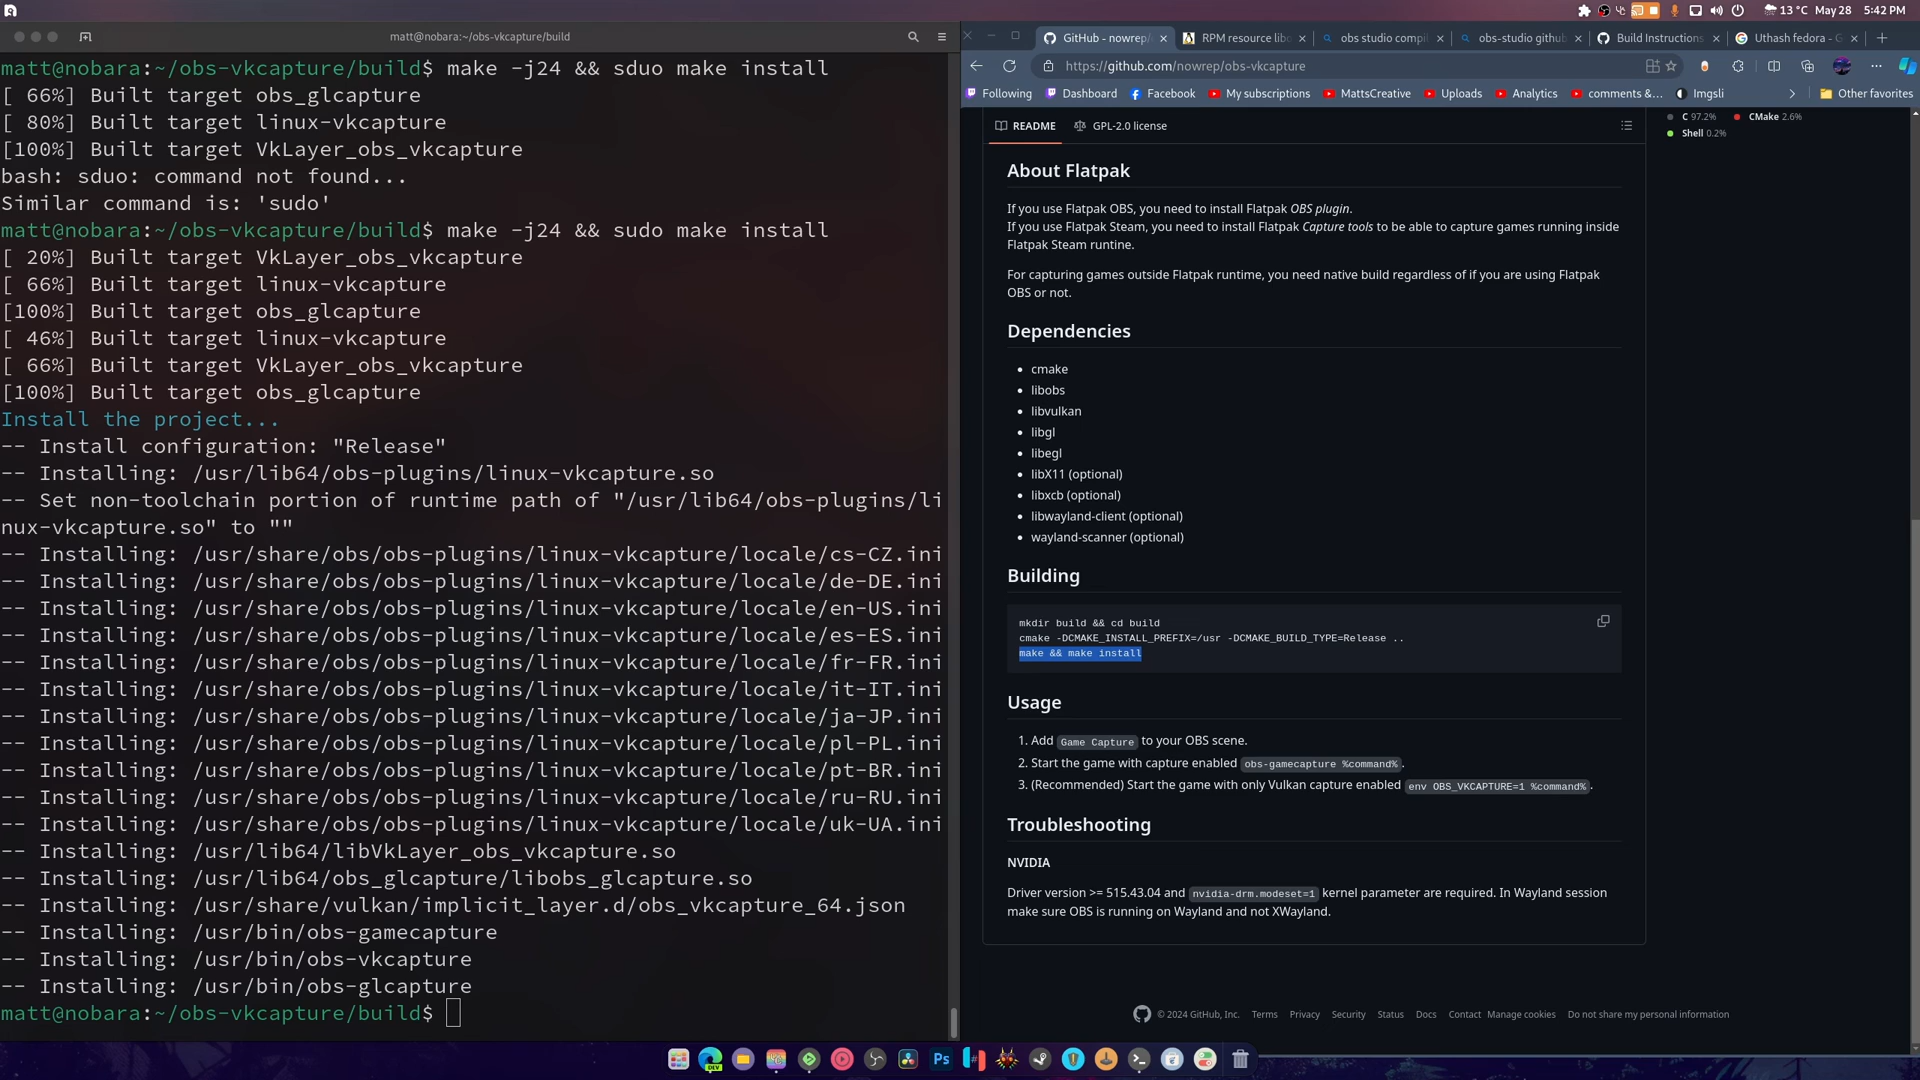 13 °C May 28 5:42 PM
matt@nobara:~/obs-vkcapture/build
matt@nobara:~/obs-vkcapture/build$ make -j24 && sduo make install
[ 66%] Built target obs_glcapture
[ 80%] Built target linux-vkcapture
[100%] Built target VkLayer_obs_vkcapture
bash: sduo: command not found...
Similar command is: 'sudo'
matt@nobara:~/obs-vkcapture/build$ make -j24 && sudo make install
[ 20%] Built target VkLayer_obs_vkcapture
[ 66%] Built target linux-vkcapture
[100%] Built target obs_glcapture
[ 46%] Built target linux-vkcapture
[ 66%] Built target VkLayer_obs_vkcapture
[100%] Built target obs_glcapture
Install the project...
-- Install configuration: "Release"
-- Installing: /usr/lib64/obs-plugins/linux-vkcapture.so
-- Set non-toolchain portion of runtime path of "/usr/lib64/obs-plugins/li
nux-vkcapture.so" to ""
-- Installing: /usr/share/obs/obs-plugins/linux-vkcapture/locale/cs-CZ.ini
-- Installing: /usr/share/obs/obs-plugins/linux-vkcapture/locale/de-DE.ini
-- Installing: /usr/share/obs/obs-plugins/linux-vkcapture/locale/en-US.ini
-- Installing: /usr/share/obs/obs-plugins/linux-vkcapture/locale/es-ES.ini
-- Installing: /usr/share/obs/obs-plugins/linux-vkcapture/locale/fr-FR.ini
-- Installing: /usr/share/obs/obs-plugins/linux-vkcapture/locale/it-IT.ini
-- Installing: /usr/share/obs/obs-plugins/linux-vkcapture/locale/ja-JP.ini
-- Installing: /usr/share/obs/obs-plugins/linux-vkcapture/locale/pl-PL.ini
-- Installing: /usr/share/obs/obs-plugins/linux-vkcapture/locale/pt-BR.ini
-- Installing: /usr/share/obs/obs-plugins/linux-vkcapture/locale/ru-RU.ini
-- Installing: /usr/share/obs/obs-plugins/linux-vkcapture/locale/uk-UA.ini
-- Installing: /usr/lib64/libVkLayer_obs_vkcapture.so
-- Installing: /usr/lib64/obs_glcapture/libobs_glcapture.so
-- Installing: /usr/share/vulkan/implicit_layer.d/obs_vkcapture_64.json
-- Installing: /usr/bin/obs-gamecapture
-- Installing: /usr/bin/obs-vkcapture
-- Installing: /usr/bin/obs-glcapture
matt@nobara:~/obs-vkcapture/build$
GitHub - nowrep/ RPM resource lib obs studio compil obs-studio github Build Instructions Uthash fedora - G
https://github.com/nowrep/obs-vkcapture
Following Dashboard Facebook My subscriptions MattsCreative Uploads Analytics comments &... Imgsli Other favorites
README GPL-2.0 license
C 97.2% CMake 2.6%
Shell 0.2%
About Flatpak
If you use Flatpak OBS, you need to install Flatpak OBS plugin.
If you use Flatpak Steam, you need to install Flatpak Capture tools to be able to capture games running inside
Flatpak Steam runtime.
For capturing games outside Flatpak runtime, you need native build regardless of if you are using Flatpak
OBS or not.
Dependencies
cmake
libobs
libvulkan
libgl
libegl
libX11 (optional)
libxcb (optional)
libwayland-client (optional)
wayland-scanner (optional)
Building
mkdir build && cd build
cmake -DCMAKE_INSTALL_PREFIX=/usr -DCMAKE_BUILD_TYPE=Release ..
make && make install
Usage
1. Add Game Capture to your OBS scene.
2. Start the game with capture enabled obs-gamecapture %command%.
3. (Recommended) Start the game with only Vulkan capture enabled env OBS_VKCAPTURE=1 %command%.
Troubleshooting
NVIDIA
Driver version >= 515.43.04 and nvidia-drm.modeset=1 kernel parameter are required. In Wayland session
make sure OBS is running on Wayland and not XWayland.
© 2024 GitHub, Inc. Terms Privacy Security Status Docs Contact Manage cookies Do not share my personal information
DEV
Ps